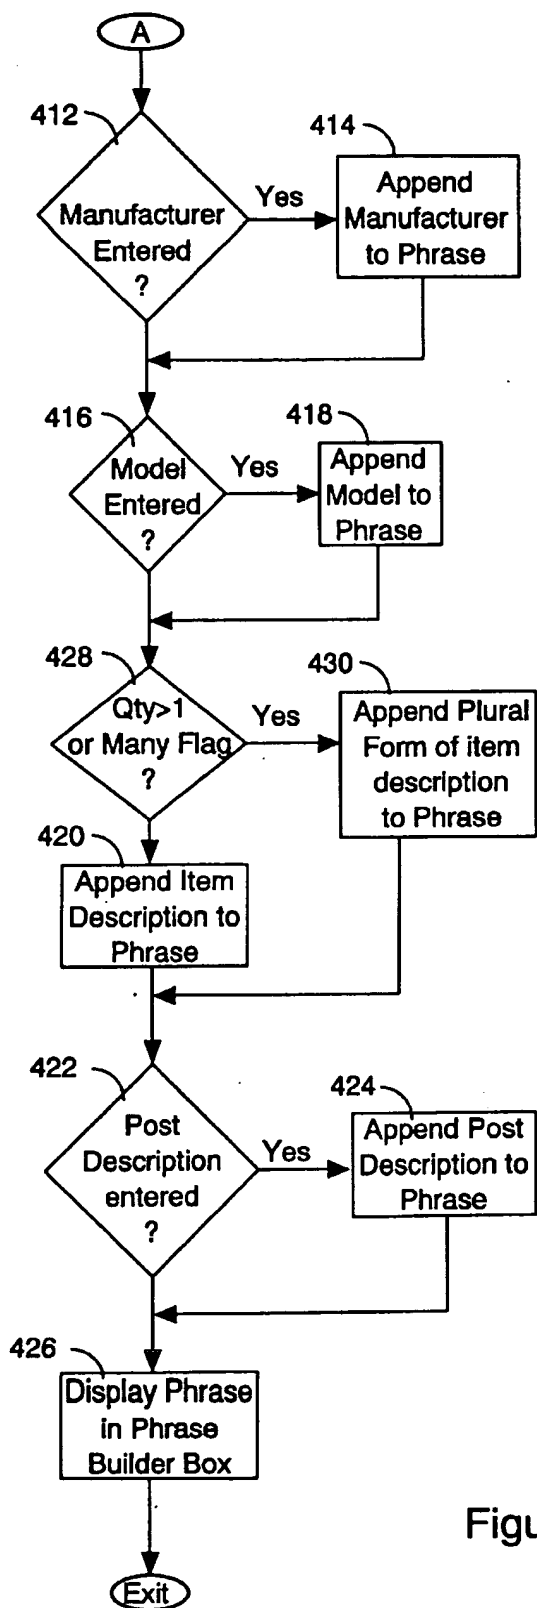 A
412
Manufacturer
Entered
?
Yes
414
Append
Manufacturer
to Phrase
416
Model
Entered
?
Yes
418
Append
Model to
Phrase
428
Qty>1
or Many Flag
?
Yes
430
Append Plural
Form of item
description
to Phrase
420
Append Item
Description to
Phrase
422
Post
Description
entered
?
Yes
424
Append Post
Description to
Phrase
426
Display Phrase
in Phrase
Builder Box
Exit